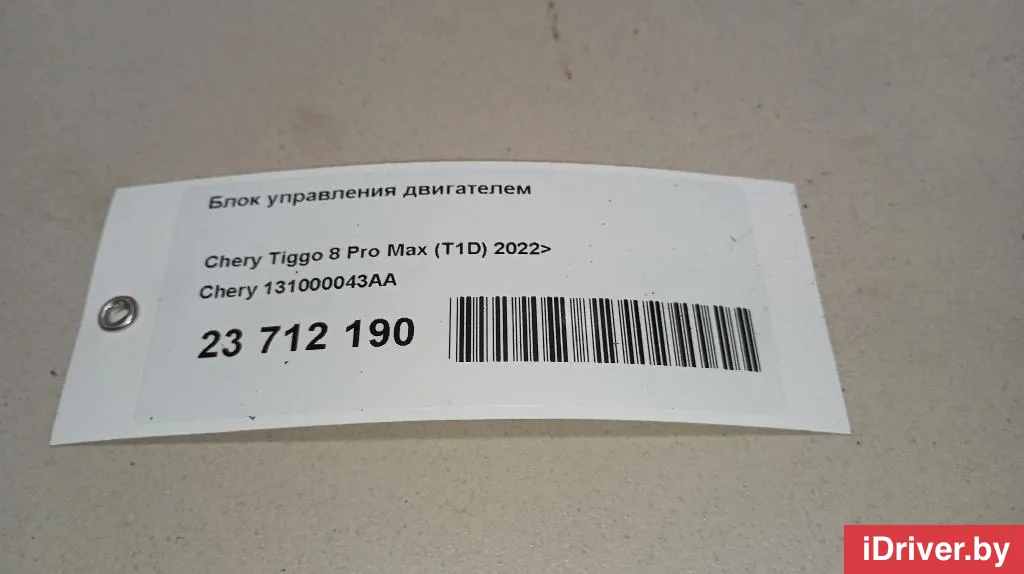 Блок управления двигателем
Chery Tiggo 8 Pro Max (T1D) 2022>
Chery 131000043AA
23 712 190
iDriver.by